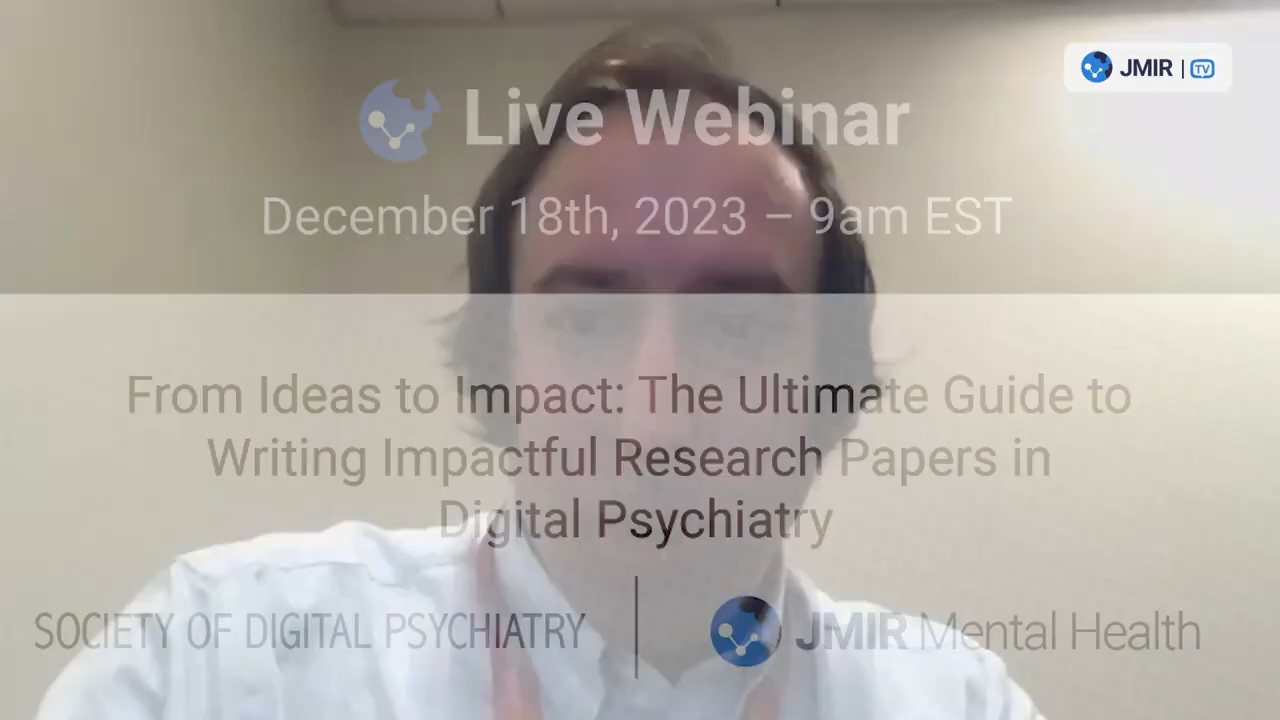 JMIR | TV
Live Webinar
December 18th, 2023 – 9am EST
From Ideas to Impact: The Ultimate Guide to
Writing Impactful Research Papers in
Digital Psychiatry
SOCIETY OF DIGITAL PSYCHIATRY
JMIR Mental Health